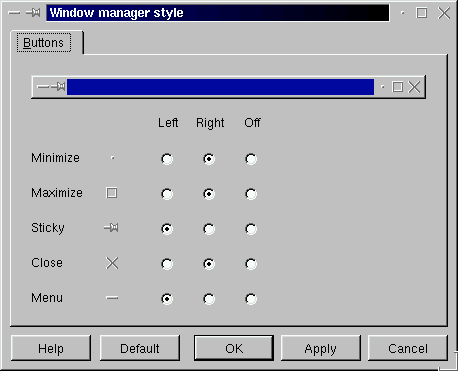 Window manager style
Buttons
Left Right Off
Minimize
Maximize
Sticky
Close
Menu
Help Default OK Apply Cancel